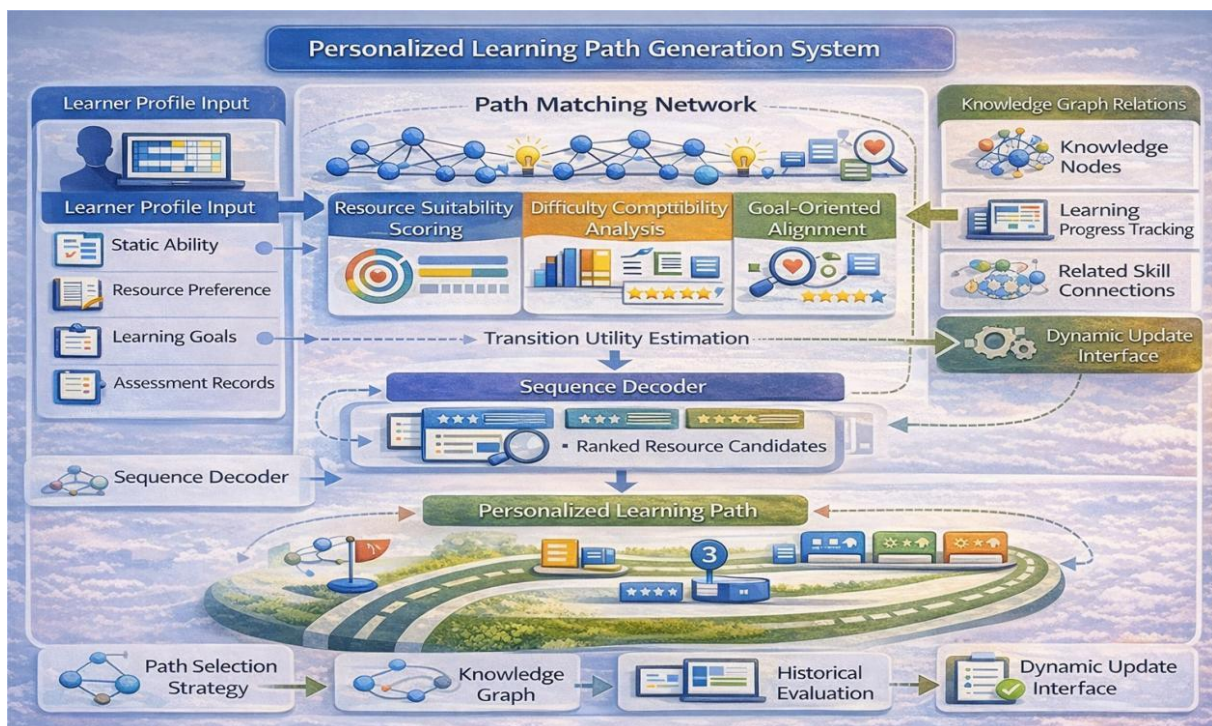 Personalized Learning Path Generation System
Learner Profile Input
Learner Profile Input
Static Ability
Resource Preference
Learning Goals
Assessment Records
Sequence Decoder
Path Matching Network
Resource Suitability
Scoring
Difficulty Compttibility
Analysis
Goal-Oriented
Alignment
Transition Utility Estimation
Sequence Decoder
▪ Ranked Resource Candidates
Knowledge Graph Relations
Knowledge
Nodes
Learning
Progress Tracking
Related Skill
Connections
Dynamic Update
Interface
Personalized Learning Path
3
Path Selection
Strategy
Knowledge
Graph
Historical
Evaluation
Dynamic Update
Interface